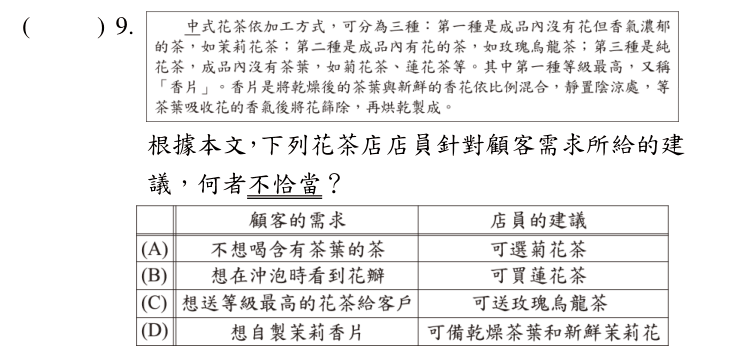 (　　) 9.
中式花茶依加工方式，可分為三種：第一種是成品內沒有花但香氣濃郁
的茶，如茉莉花茶；第二種是成品內有花的茶，如玫瑰烏龍茶；第三種是純
花茶，成品內沒有茶葉，如菊花茶、蓮花茶等。其中第一種等級最高，又稱
「香片」。香片是將乾燥後的茶葉與新鮮的香花依比例混合，靜置陰涼處，等
茶葉吸收花的香氣後將花篩除，再烘乾製成。
根據本文，下列花茶店店員針對顧客需求所給的建
議，何者不恰當？
顧客的需求 店員的建議
(A) 不想喝含有茶葉的茶 可選菊花茶
(B) 想在沖泡時看到花瓣 可買蓮花茶
(C) 想送等級最高的花茶給客戶 可送玫瑰烏龍茶
(D) 想自製茉莉香片 可備乾燥茶葉和新鮮茉莉花